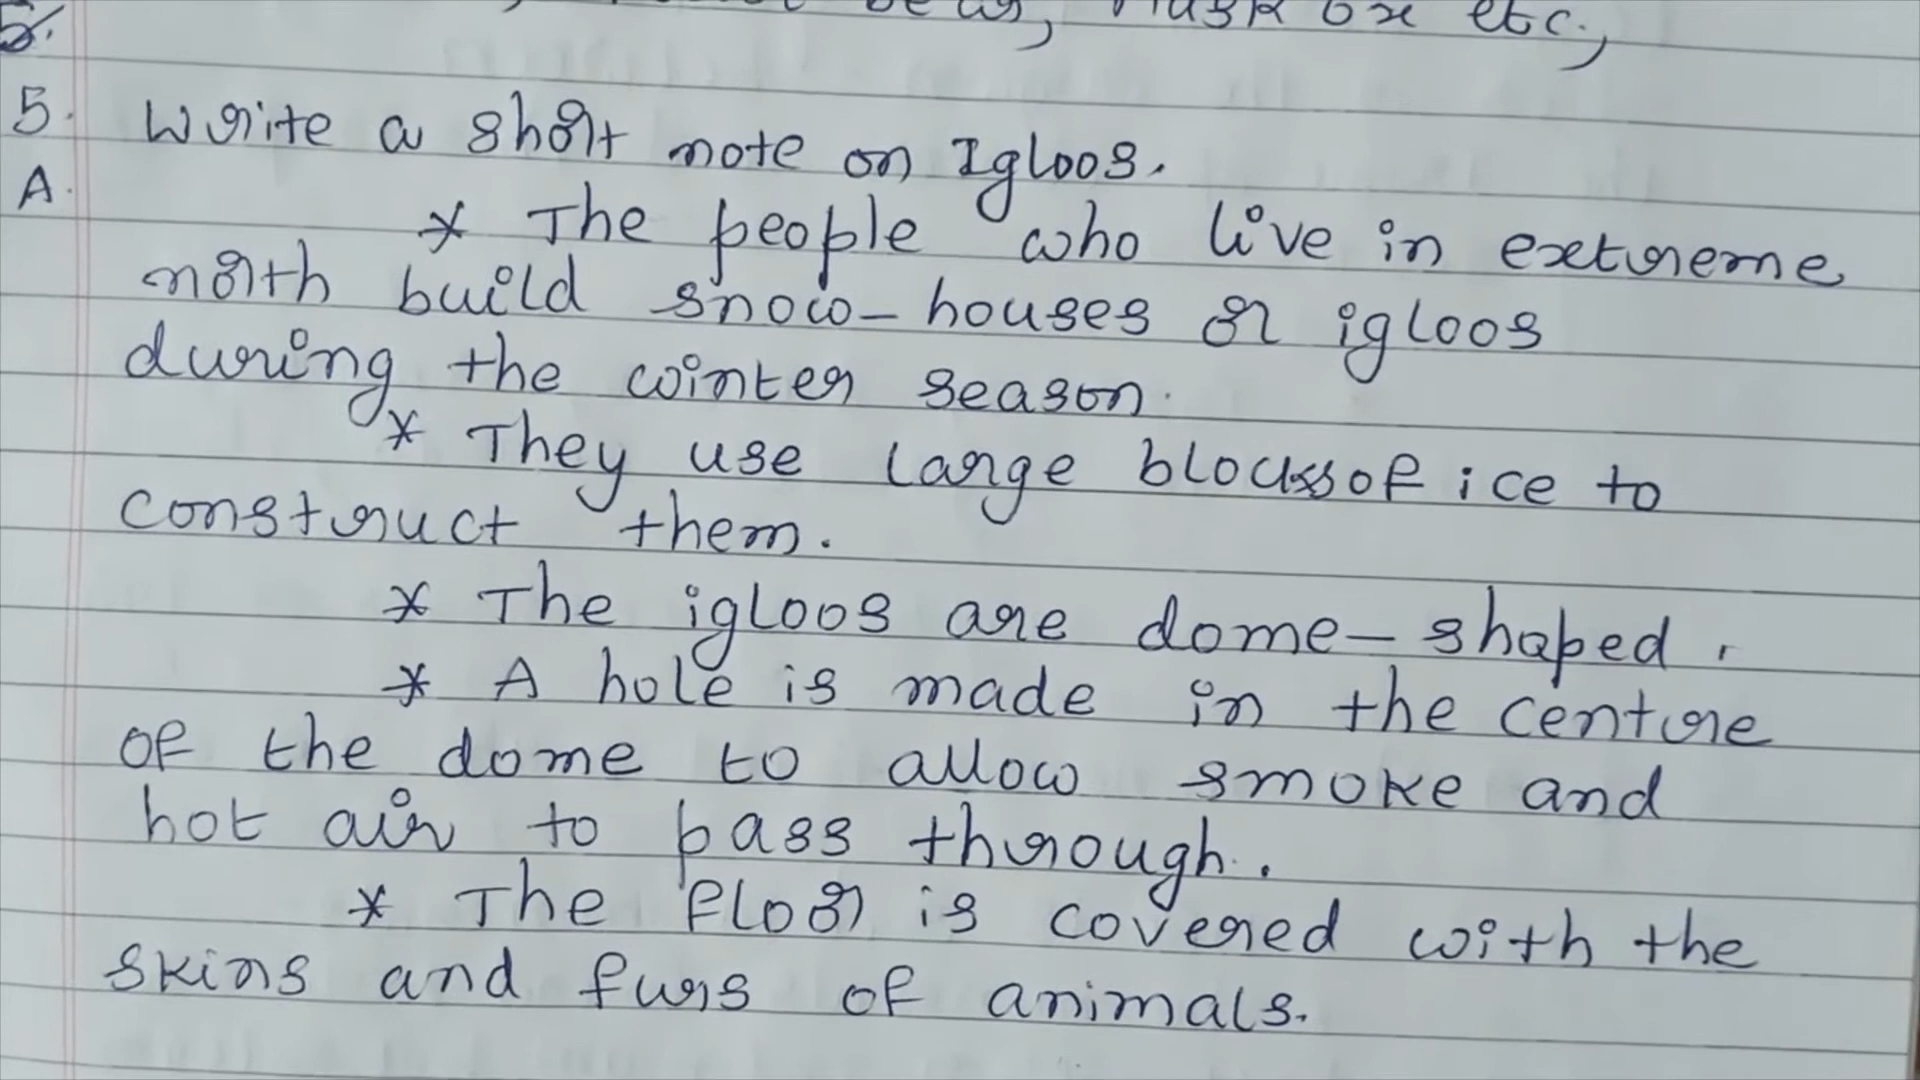 Musk ox etc.,
5. Write a short note on Igloos.
A.
* The people who live in extreme
north build snow-houses or igloos
during the winter season.
* They use large blocks of ice to
construct them.
* The igloos are dome-shaped.
* A hole is made in the centre
of the dome to allow smoke and
hot air to pass through.
* The floor is covered with the
skins and furs of animals.